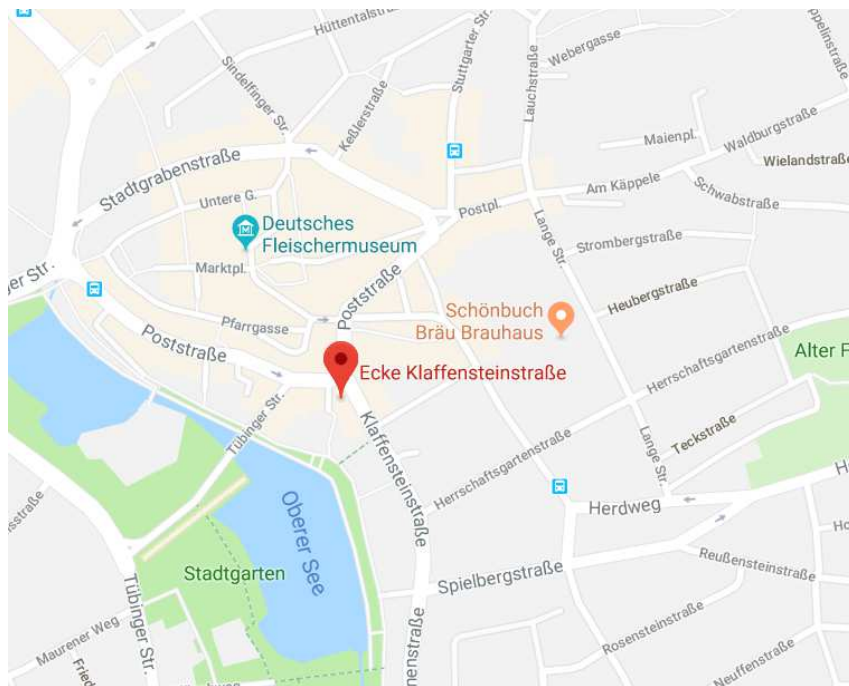 Hüttentalstraße
Sindelfinger Str.
Keßlerstraße
Stuttgarter Str.
Lauchstraße
Webergasse
Maienpl.
Waldburgstraße
Wielandstraße
Stadtgrabenstraße
Untere G.
Am Käppele
Schwabstraße
Deutsches
Fleischermuseum
Postpl.
Lange Str.
Strombergstraße
Marktpl.
Poststraße
Heubergstraße
Poststraße
Pfarrgasse
Schönbuch
Bräu Brauhaus
Alter F
Ecke Klaffensteinstraße
Herrschaftsgartenstraße
Tübinger Str.
Klaffensteinstraße
Lange Str.
Teckstraße
Herrschaftsgartenstraße
Herdweg
Oberer See
Stadtgarten
Spielbergstraße
Reußensteinstraße
Tübinger Str.
Maurener Weg
Rosensteinstraße
Neuffenstraße